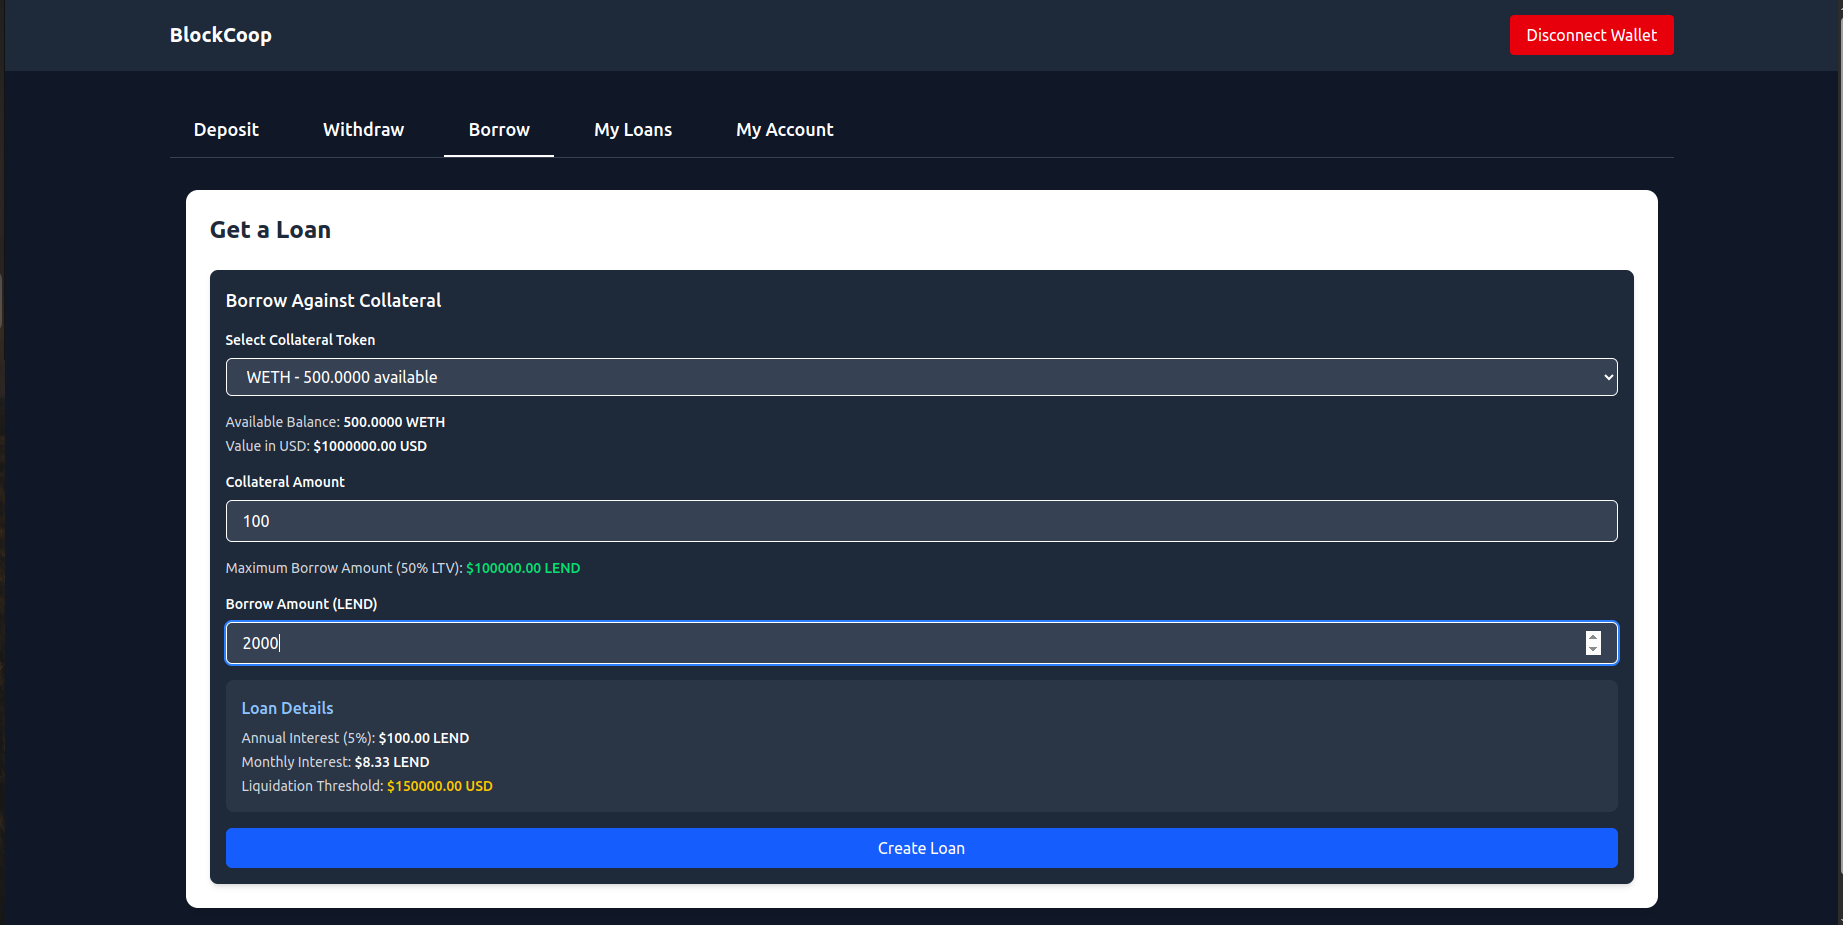 BlockCoop
Disconnect Wallet
Deposit
Withdraw
Borrow
My Loans
My Account
Get a Loan
Borrow Against Collateral
Select Collateral Token
WETH - 500.0000 available
Available Balance: 500.0000 WETH
Value in USD: $1000000.00 USD
Collateral Amount
100
Maximum Borrow Amount (50% LTV): $100000.00 LEND
Borrow Amount (LEND)
2000
Loan Details
Annual Interest (5%): $100.00 LEND
Monthly Interest: $8.33 LEND
Liquidation Threshold: $150000.00 USD
Create Loan